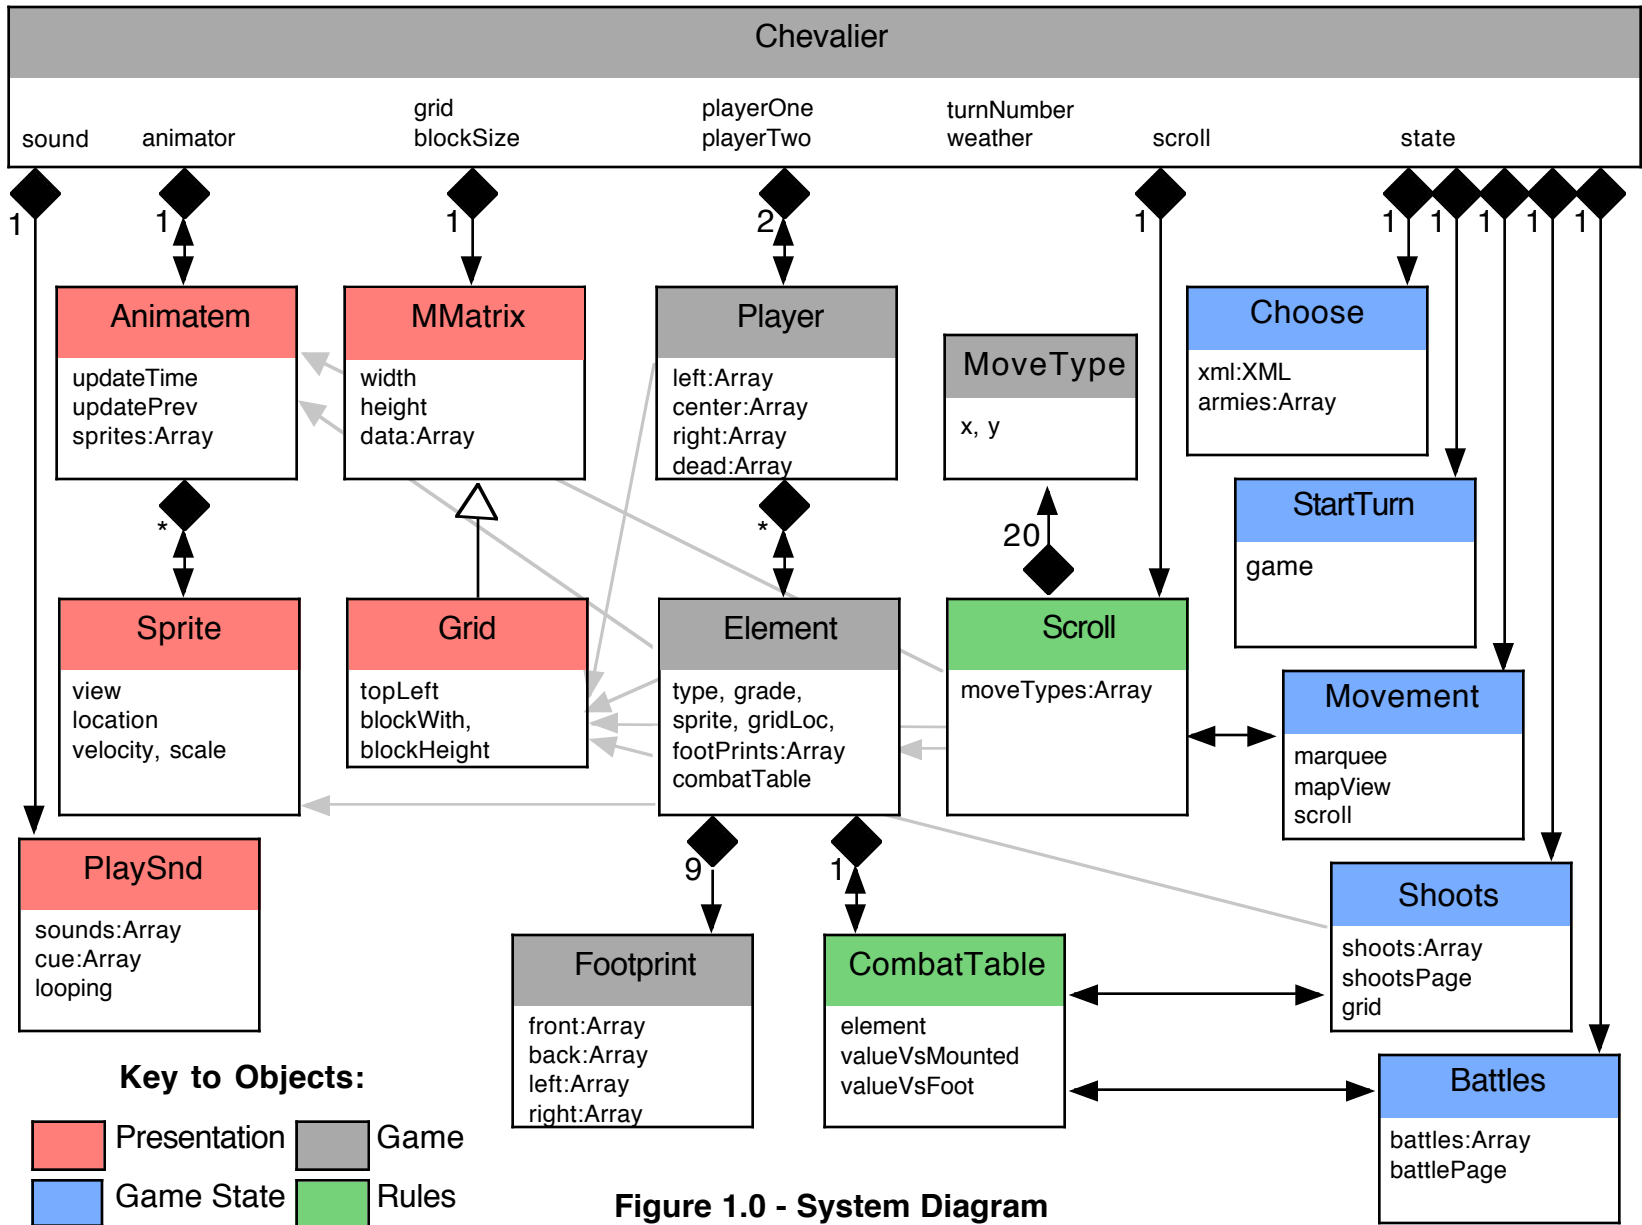 Chevalier
sound
animator
grid
blockSize
playerOne
playerTwo
turnNumber
weather
scroll
state
1
1
1
2
1
1
1
1
1
1
Animatem
updateTime
updatePrev
sprites:Array
MMatrix
width
height
data:Array
Player
left:Array
center:Array
right:Array
dead:Array
MoveType
x, y
Choose
xml:XML
armies:Array
StartTurn
game
*
*
20
Sprite
view
location
velocity, scale
Grid
topLeft
blockWith,
blockHeight
Element
type, grade,
sprite, gridLoc,
footPrints:Array
combatTable
Scroll
moveTypes:Array
Movement
marquee
mapView
scroll
PlaySnd
sounds:Array
cue:Array
looping
9
1
Footprint
front:Array
back:Array
left:Array
right:Array
CombatTable
element
valueVsMounted
valueVsFoot
Shoots
shoots:Array
shootsPage
grid
Battles
battles:Array
battlePage
Key to Objects:
Presentation
Game
Game State
Rules
Figure 1.0 - System Diagram